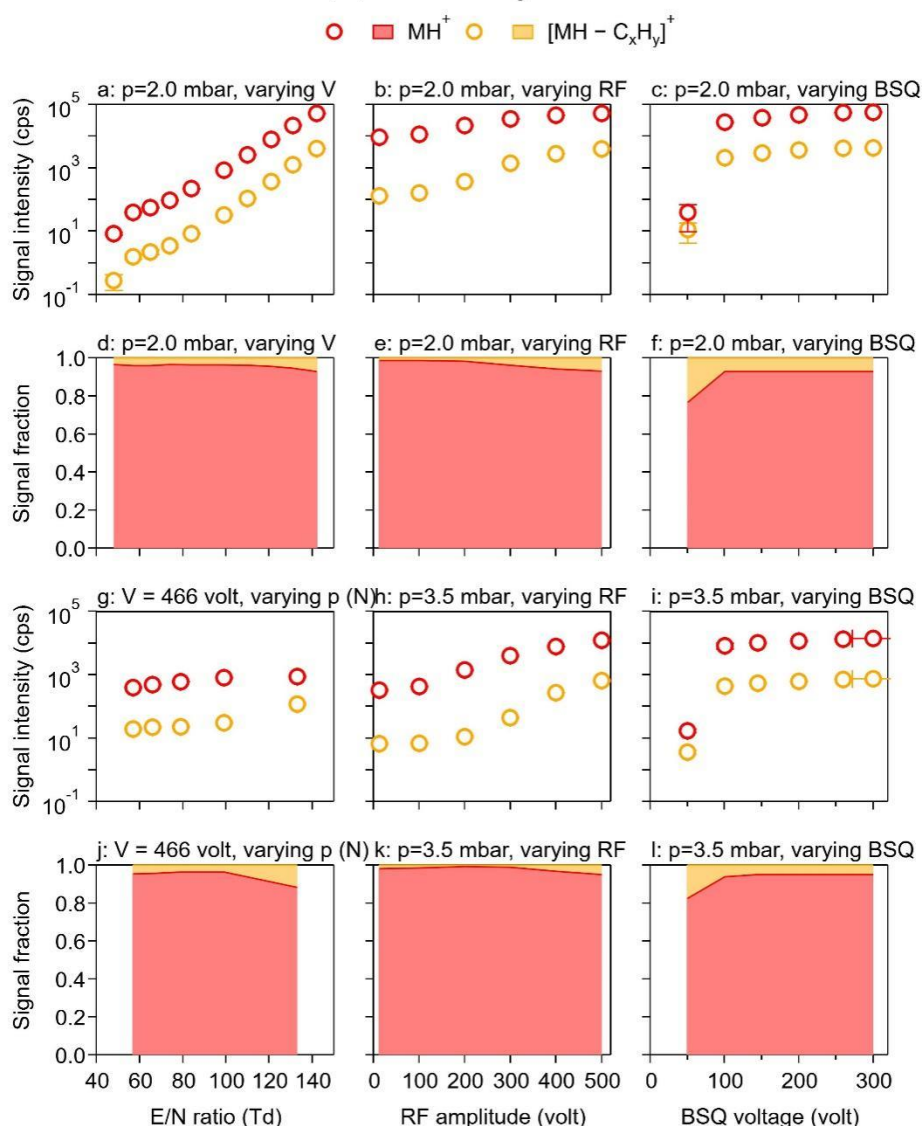 MH+ [MH − CxHy]+
a: p=2.0 mbar, varying V
b: p=2.0 mbar, varying RF
c: p=2.0 mbar, varying BSQ
Signal intensity (cps)
10^5
10^3
10^1
10^-1
d: p=2.0 mbar, varying V
e: p=2.0 mbar, varying RF
f: p=2.0 mbar, varying BSQ
Signal fraction
1.0
0.8
0.6
0.4
0.2
0.0
g: V = 466 volt, varying p (N)
h: p=3.5 mbar, varying RF
i: p=3.5 mbar, varying BSQ
Signal intensity (cps)
10^5
10^3
10^1
10^-1
j: V = 466 volt, varying p (N)
k: p=3.5 mbar, varying RF
l: p=3.5 mbar, varying BSQ
Signal fraction
1.0
0.8
0.6
0.4
0.2
0.0
40 60 80 100 120 140
0 100 200 300 400 500
0 100 200 300
E/N ratio (Td)
RF amplitude (volt)
BSQ voltage (volt)